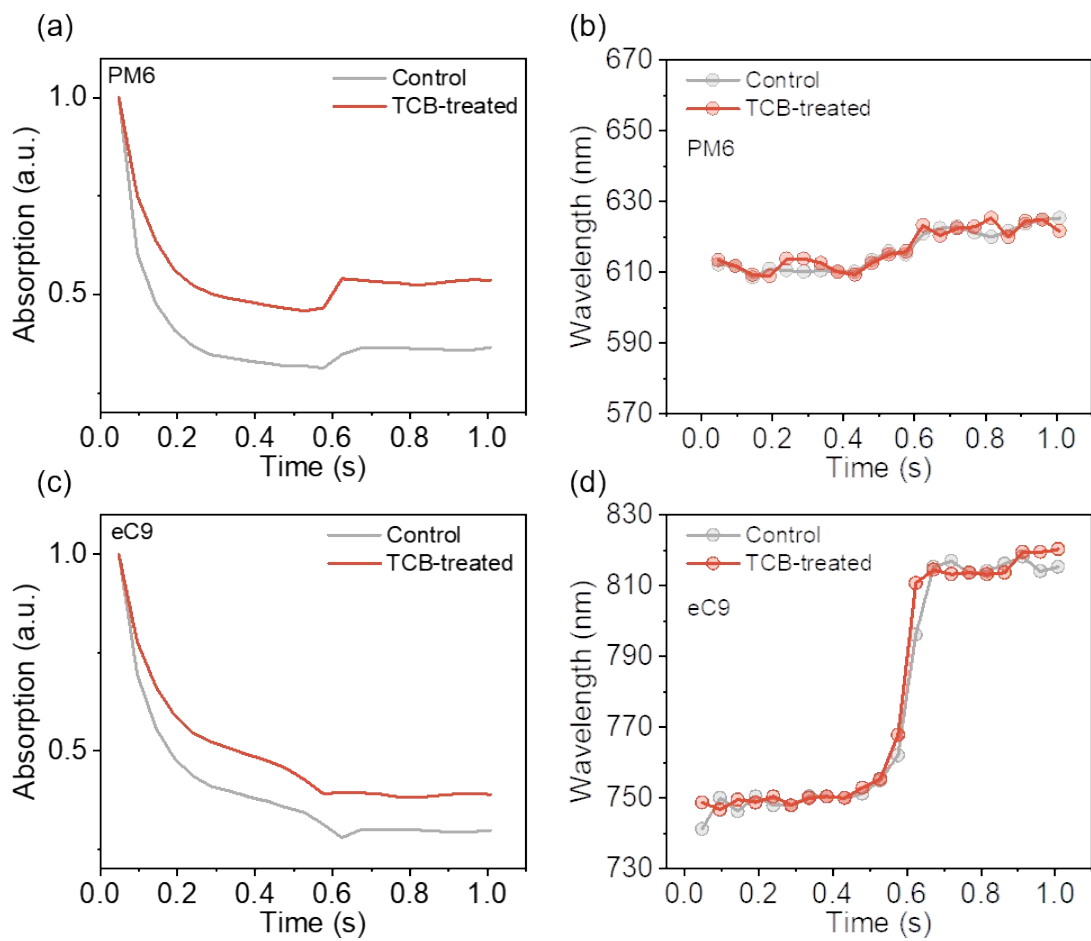 (a)
PM6
Control
TCB-treated
1.0
0.5
Absorption (a.u.)
0.0 0.2 0.4 0.6 0.8 1.0
Time (s)
(b)
Control
TCB-treated
PM6
670
650
630
610
590
570
Wavelength (nm)
0.0 0.2 0.4 0.6 0.8 1.0
Time (s)
(c)
eC9
Control
TCB-treated
1.0
0.5
Absorption (a.u.)
0.0 0.2 0.4 0.6 0.8 1.0
Time (s)
(d)
Control
TCB-treated
eC9
830
810
790
770
750
730
Wavelength (nm)
0.0 0.2 0.4 0.6 0.8 1.0
Time (s)